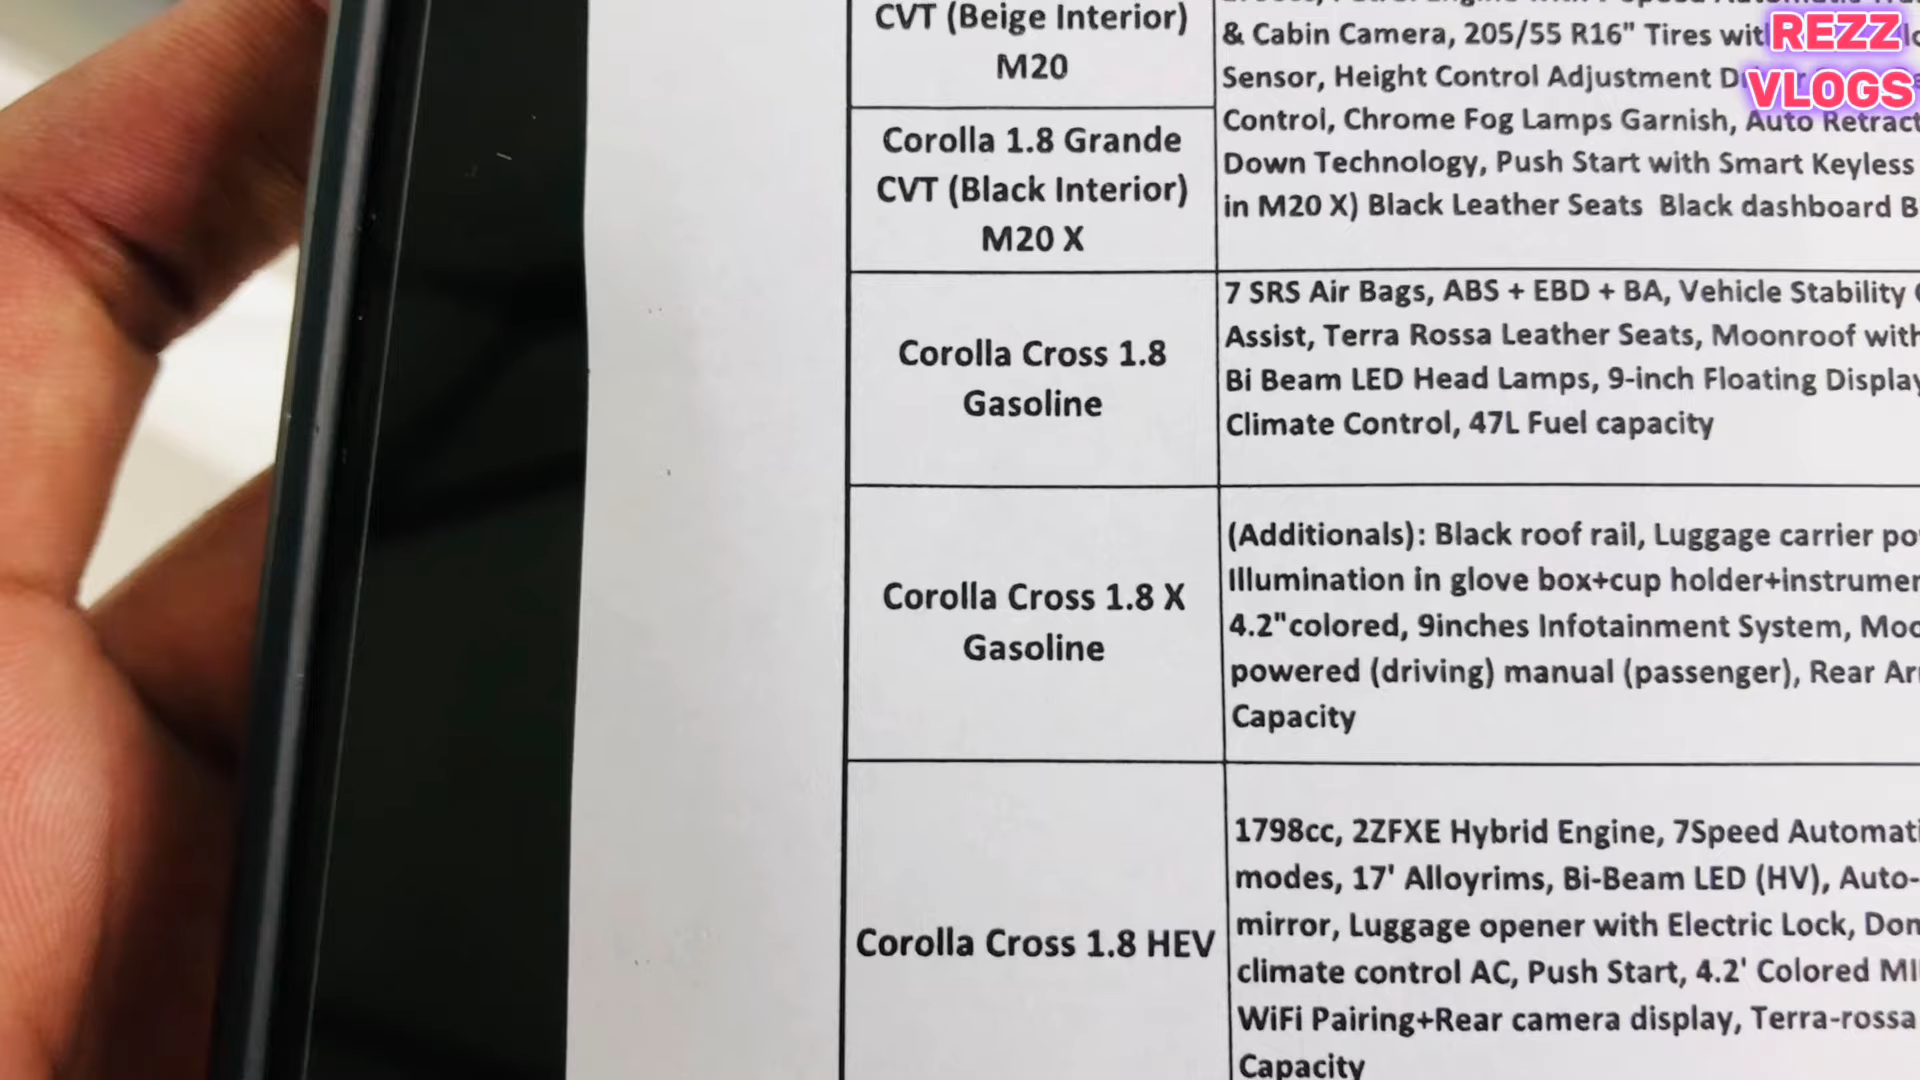 CVT (Beige Interior)
M20
& Cabin Camera, 205/55 R16" Tires with
Sensor, Height Control Adjustment
Control, Chrome Fog Lamps Garnish, Auto Retract
Down Technology, Push Start with Smart Keyless
in M20 X) Black Leather Seats Black dashboard B
REZZ
VLOGS
Corolla 1.8 Grande
CVT (Black Interior)
M20 X
Corolla Cross 1.8
Gasoline
7 SRS Air Bags, ABS + EBD + BA, Vehicle Stability
Assist, Terra Rossa Leather Seats, Moonroof with
Bi Beam LED Head Lamps, 9-inch Floating Display
Climate Control, 47L Fuel capacity
Corolla Cross 1.8 X
Gasoline
(Additionals): Black roof rail, Luggage carrier po
Illumination in glove box+cup holder+instrumen
4.2"colored, 9inches Infotainment System, Moo
powered (driving) manual (passenger), Rear Ar
Capacity
Corolla Cross 1.8 HEV
1798cc, 2ZFXE Hybrid Engine, 7Speed Automati
modes, 17' Alloyrims, Bi-Beam LED (HV), Auto-
mirror, Luggage opener with Electric Lock, Don
climate control AC, Push Start, 4.2' Colored MI
WiFi Pairing+Rear camera display, Terra-rossa
Capacity